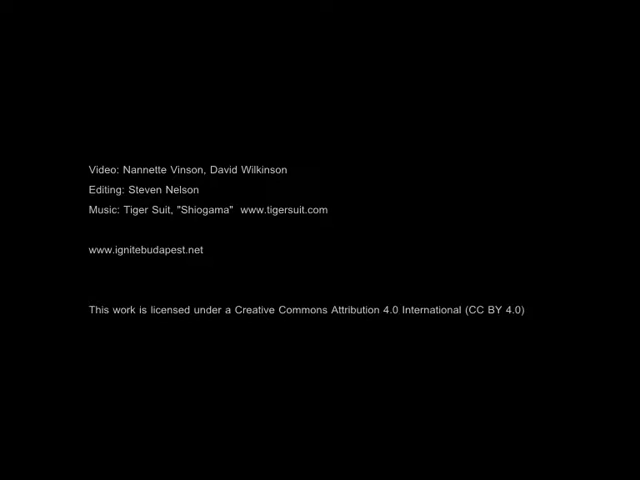 Video: Nannette Vinson, David Wilkinson
Editing: Steven Nelson
Music: Tiger Suit, "Shiogama"  www.tigersuit.com
www.ignitebudapest.net
This work is licensed under a Creative Commons Attribution 4.0 International (CC BY 4.0)